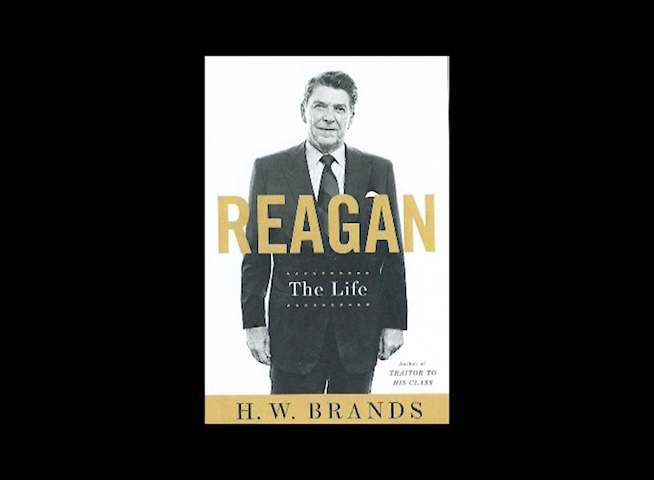 REAGAN
The Life
Author of
TRAITOR TO
HIS CLASS
H. W. BRANDS